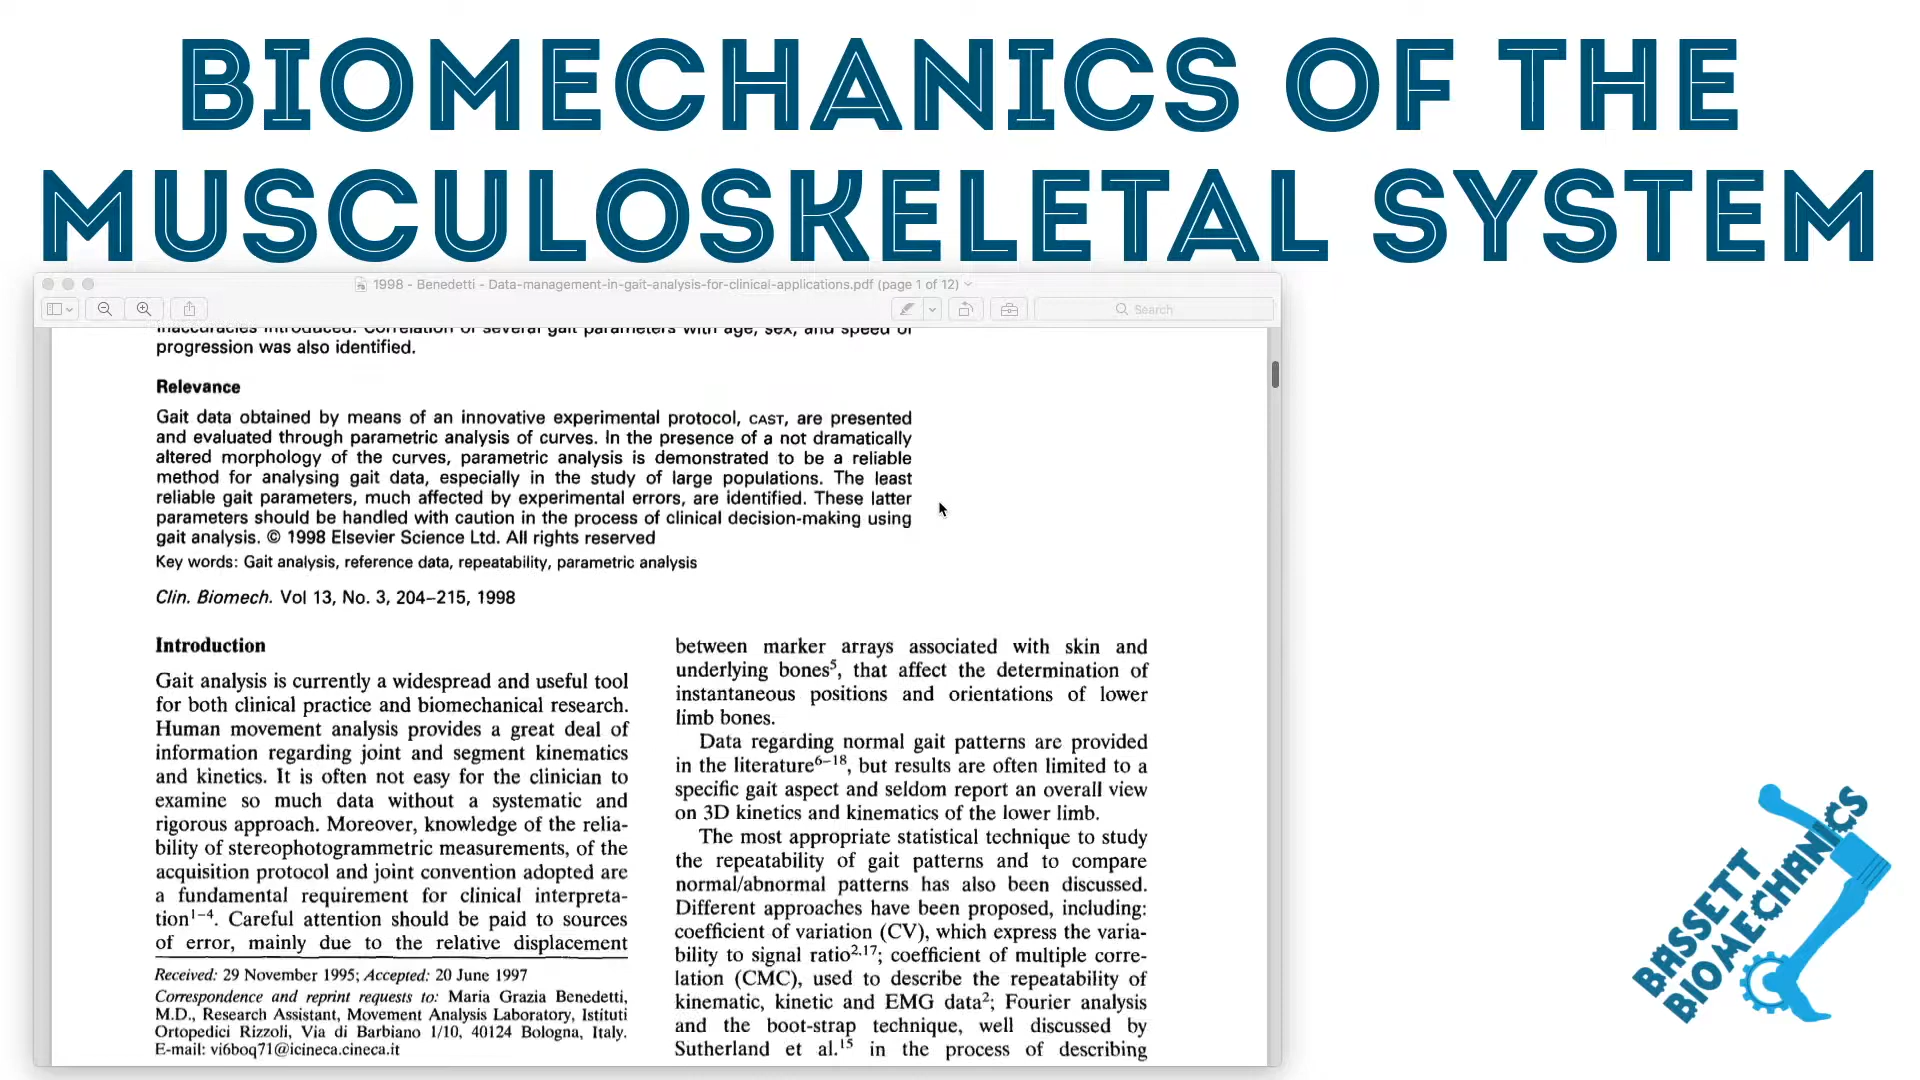 BIOMECHANICS OF THE
MUSCULOSKELETAL SYSTEM
1998 - Benedetti - Data-management-in-gait-analysis-for-clinical-applications.pdf (page 1 of 12)
Search
inaccuracies introduced. Correlation of several gait parameters with age, sex, and speed of
progression was also identified.
Relevance
Gait data obtained by means of an innovative experimental protocol, CAST, are presented
and evaluated through parametric analysis of curves. In the presence of a not dramatically
altered morphology of the curves, parametric analysis is demonstrated to be a reliable
method for analysing gait data, especially in the study of large populations. The least
reliable gait parameters, much affected by experimental errors, are identified. These latter
parameters should be handled with caution in the process of clinical decision-making using
gait analysis. © 1998 Elsevier Science Ltd. All rights reserved
Key words: Gait analysis, reference data, repeatability, parametric analysis
Clin. Biomech. Vol 13, No. 3, 204–215, 1998
Introduction
Gait analysis is currently a widespread and useful tool
for both clinical practice and biomechanical research.
Human movement analysis provides a great deal of
information regarding joint and segment kinematics
and kinetics. It is often not easy for the clinician to
examine so much data without a systematic and
rigorous approach. Moreover, knowledge of the relia-
bility of stereophotogrammetric measurements, of the
acquisition protocol and joint convention adopted are
a fundamental requirement for clinical interpreta-
tion1–4. Careful attention should be paid to sources
of error, mainly due to the relative displacement
Received: 29 November 1995; Accepted: 20 June 1997
Correspondence and reprint requests to: Maria Grazia Benedetti,
M.D., Research Assistant, Movement Analysis Laboratory, Istituti
Ortopedici Rizzoli, Via di Barbiano 1/10, 40124 Bologna, Italy.
E-mail: vi6boq71@icineca.cineca.it
between marker arrays associated with skin and
underlying bones5, that affect the determination of
instantaneous positions and orientations of lower
limb bones.
Data regarding normal gait patterns are provided
in the literature6–18, but results are often limited to a
specific gait aspect and seldom report an overall view
on 3D kinetics and kinematics of the lower limb.
The most appropriate statistical technique to study
the repeatability of gait patterns and to compare
normal/abnormal patterns has also been discussed.
Different approaches have been proposed, including:
coefficient of variation (CV), which express the varia-
bility to signal ratio2,17; coefficient of multiple corre-
lation (CMC), used to describe the repeatability of
kinematic, kinetic and EMG data2; Fourier analysis
and the boot-strap technique, well discussed by
Sutherland et al.15 in the process of describing
BASSETT
BIOMECHANICS